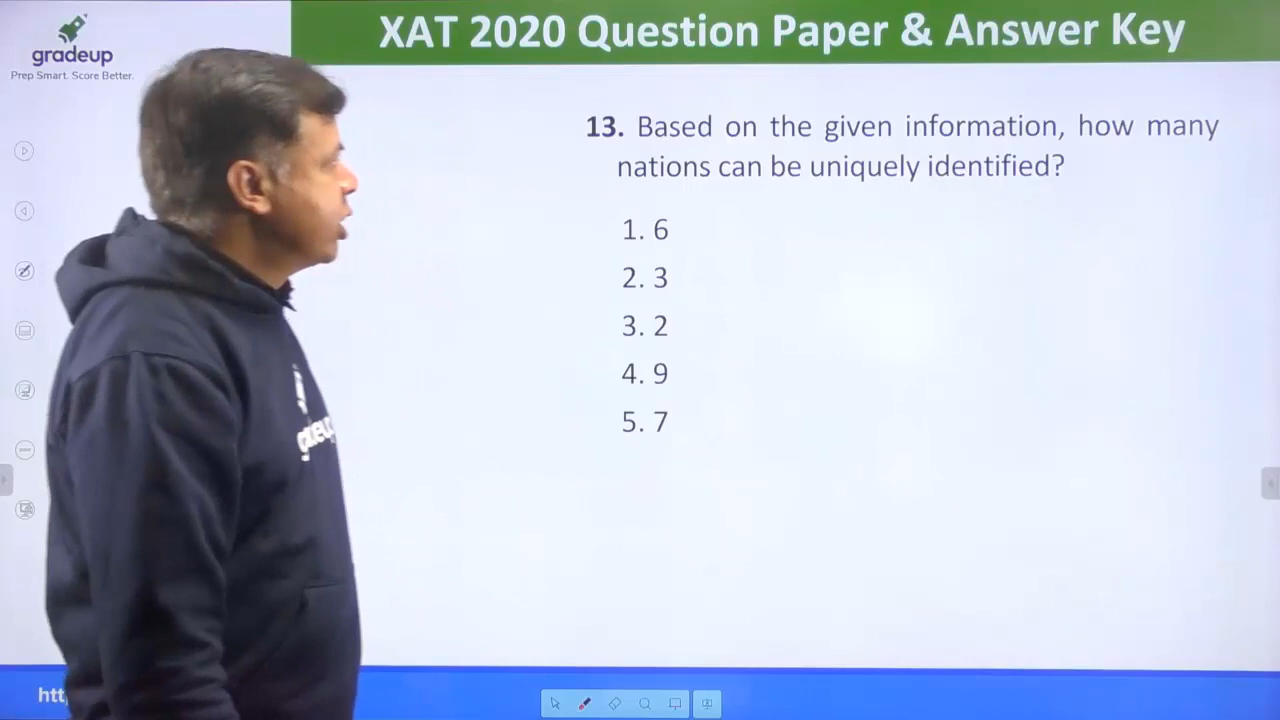 gradeup
Prep Smart. Score Better.
XAT 2020 Question Paper & Answer Key
13. Based on the given information, how many
nations can be uniquely identified?
1. 6
2. 3
3. 2
4. 9
5. 7